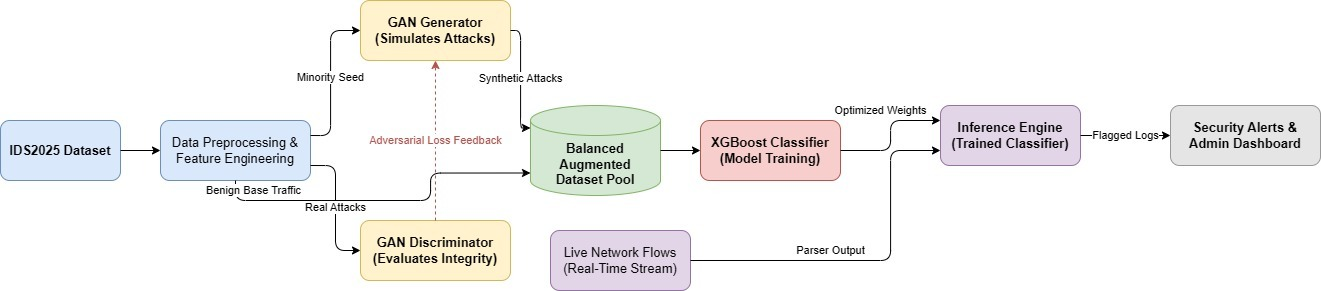 GAN Generator
(Simulates Attacks)
Minority Seed
Synthetic Attacks
IDS2025 Dataset
Data Preprocessing &
Feature Engineering
Adversarial Loss Feedback
Benign Base Traffic
Real Attacks
GAN Discriminator
(Evaluates Integrity)
Balanced
Augmented
Dataset Pool
XGBoost Classifier
(Model Training)
Optimized Weights
Live Network Flows
(Real-Time Stream)
Parser Output
Inference Engine
(Trained Classifier)
Flagged Logs
Security Alerts &
Admin Dashboard